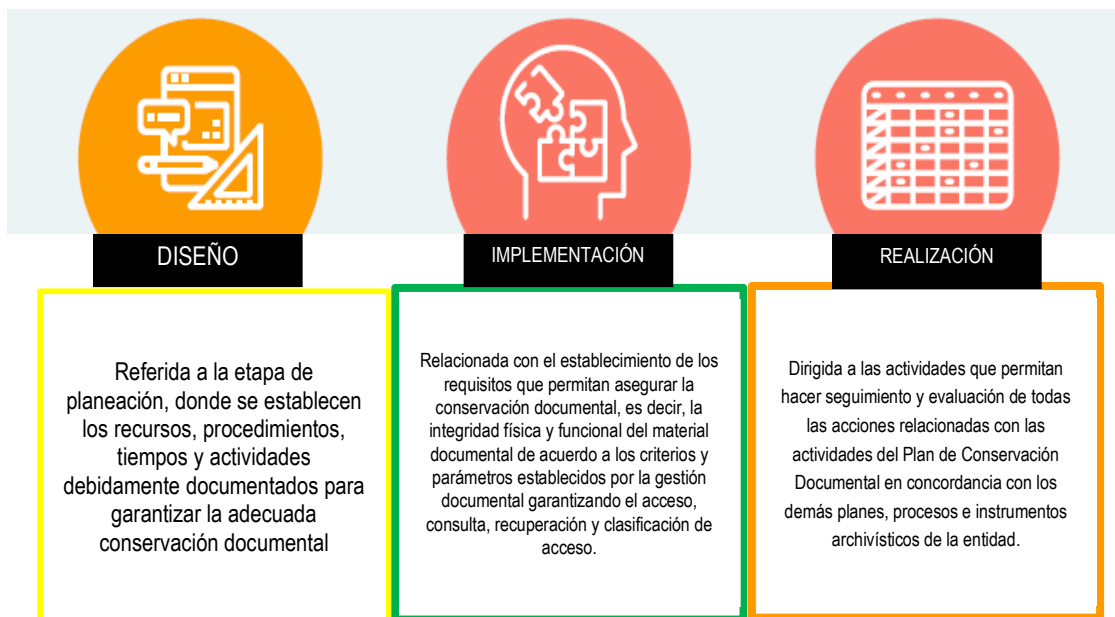 DISEÑO
Referida a la etapa de
planeación, donde se establecen
los recursos, procedimientos,
tiempos y actividades
debidamente documentados para
garantizar la adecuada
conservación documental
IMPLEMENTACIÓN
Relacionada con el establecimiento de los
requisitos que permitan asegurar la
conservación documental, es decir, la
integridad física y funcional del material
documental de acuerdo a los criterios y
parámetros establecidos por la gestión
documental garantizando el acceso,
consulta, recuperación y clasificación de
acceso.
REALIZACIÓN
Dirigida a las actividades que permitan
hacer seguimiento y evaluación de todas
las acciones relacionadas con las
actividades del Plan de Conservación
Documental en concordancia con los
demás planes, procesos e instrumentos
archivísticos de la entidad.